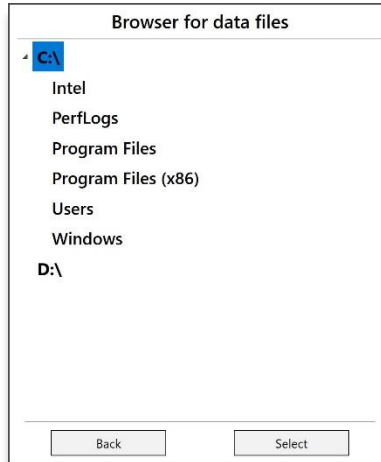 Browser for data files
C:\
Intel
PerfLogs
Program Files
Program Files (x86)
Users
Windows
D:\
Back Select